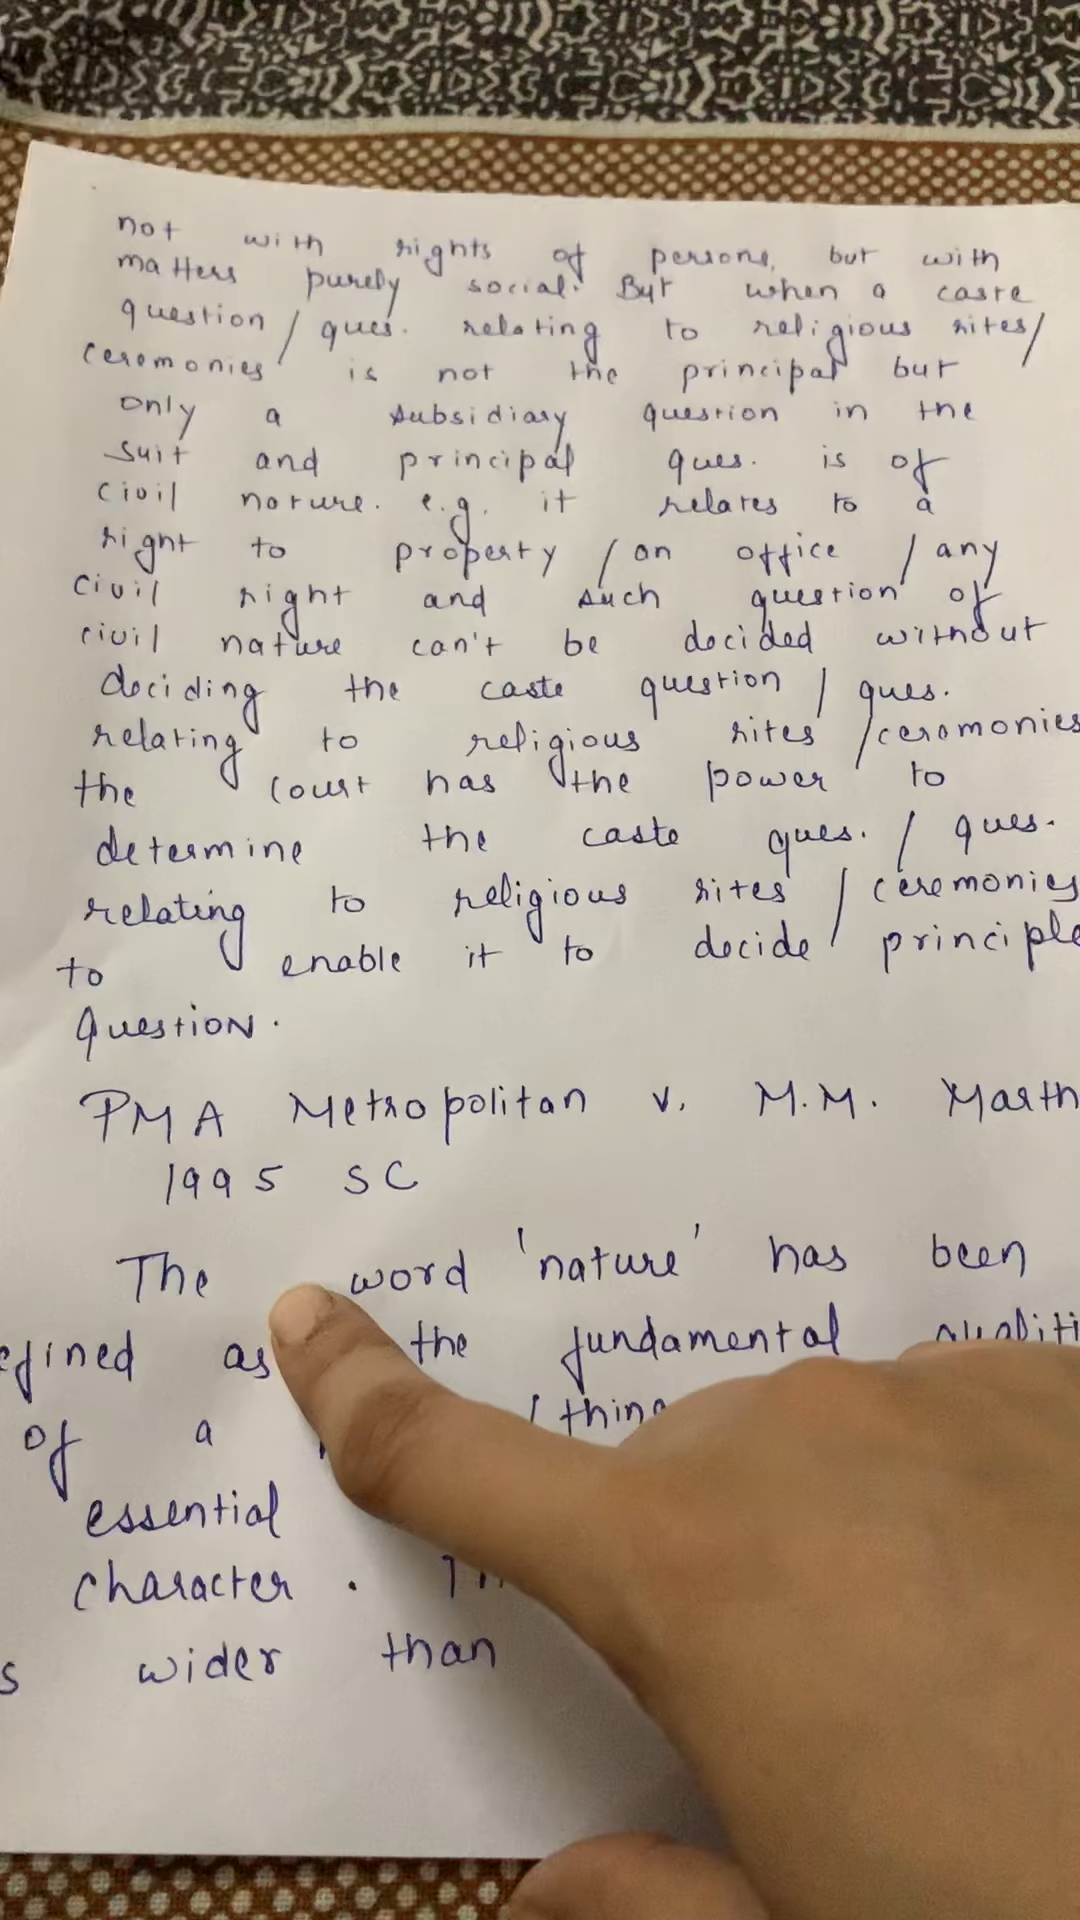 not with rights of persons, but with
matters purely social. But when a caste
question / ques. relating to religious rites/
ceremonies is not the principal but
only a subsidiary question in the
suit and principal ques. is of
civil nature. e.g. it relates to a
right to property / an office / any
civil right and such question of
civil nature can't be decided without
deciding the caste question / ques.
relating to religious rites / ceremonies
the court has the power to
determine the caste ques. / ques.
relating to religious rites / ceremonies
to enable it to decide principle
Question.
PMA Metropolitan v. M.M. Marth
1995 SC
The word 'nature' has been
efined as the fundamental qualiti
of a / thing
essential
character.
s wider than